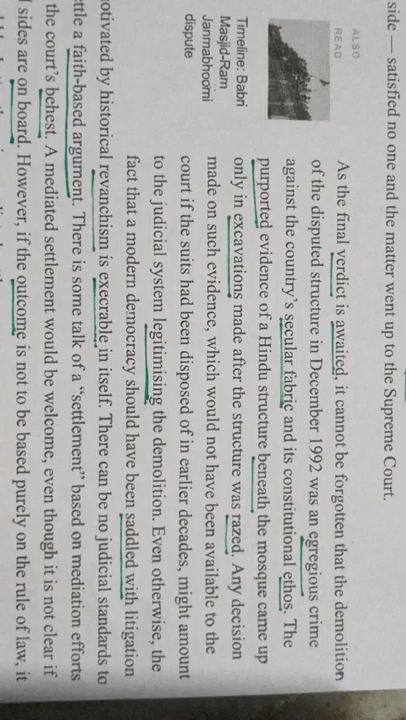 side — satisfied no one and the matter went up to the Supreme Court.
ALSO
READ
Timeline: Babri
Masjid-Ram
Janmabhoomi
dispute
As the final verdict is awaited, it cannot be forgotten that the demolition
of the disputed structure in December 1992 was an egregious crime
against the country's secular fabric and its constitutional ethos. The
purported evidence of a Hindu structure beneath the mosque came up
only in excavations made after the structure was razed. Any decision
made on such evidence, which would not have been available to the
court if the suits had been disposed of in earlier decades, might amount
to the judicial system legitimising the demolition. Even otherwise, the
fact that a modern democracy should have been saddled with litigation
motivated by historical revanchism is execrable in itself. There can be no judicial standards to
ttle a faith-based argument. There is some talk of a “settlement” based on mediation efforts
the court's behest. A mediated settlement would be welcome, even though it is not clear if
sides are on board. However, if the outcome is not to be based purely on the rule of law, it